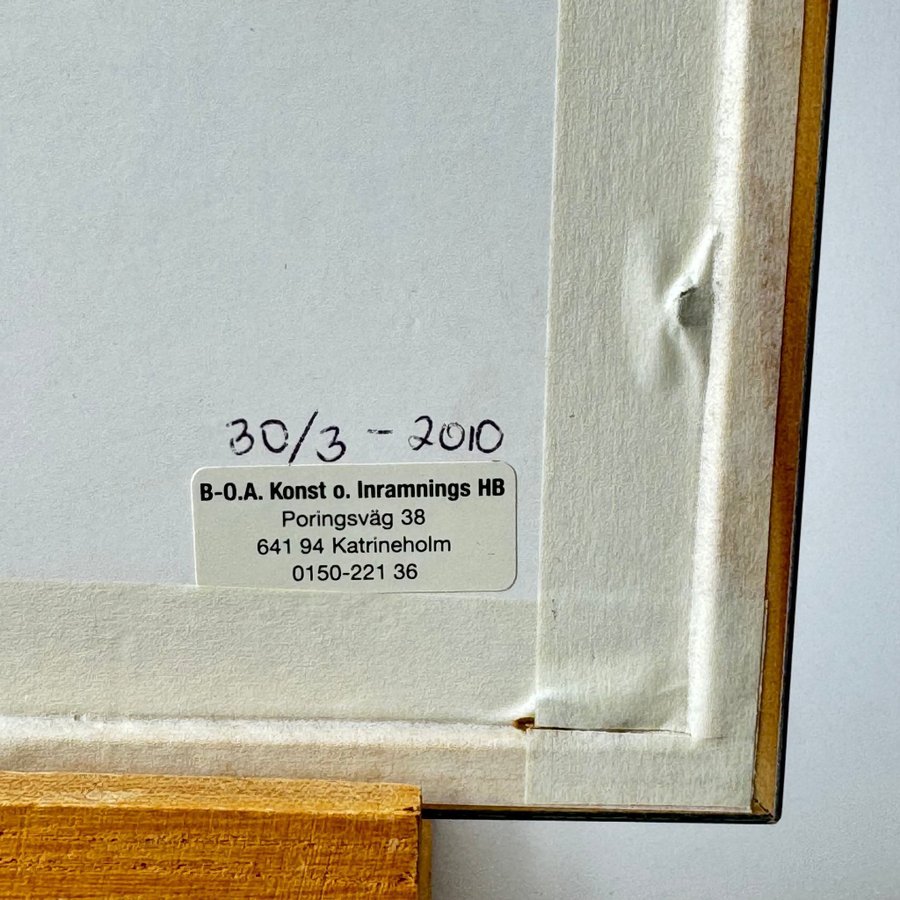 30/3 - 2010
B-O.A. Konst o. Inramnings HB
Poringsväg 38
641 94 Katrineholm
0150-221 36